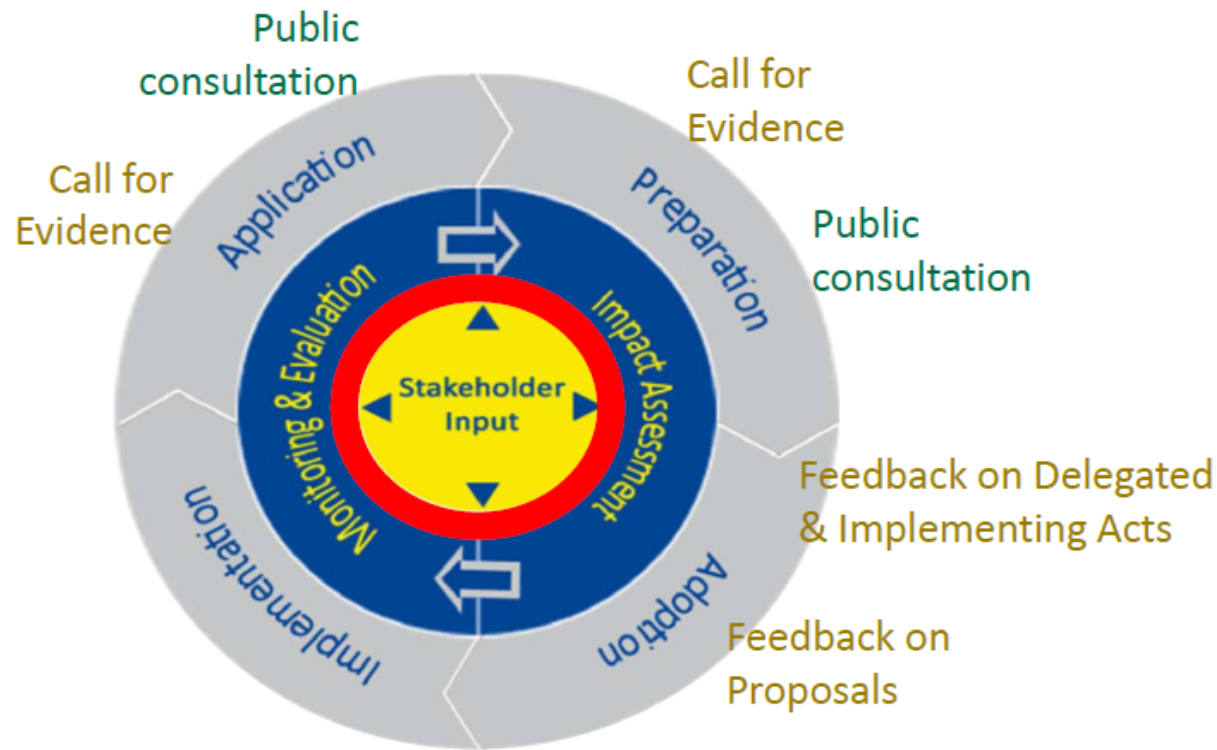 Public
consultation
Call for
Evidence
Call for
Evidence
Application
Preparation
Public
consultation
Monitoring & Evaluation
Impact Assessment
Stakeholder
Input
Feedback on Delegated
& Implementing Acts
Implementation
Adoption
Feedback on
Proposals